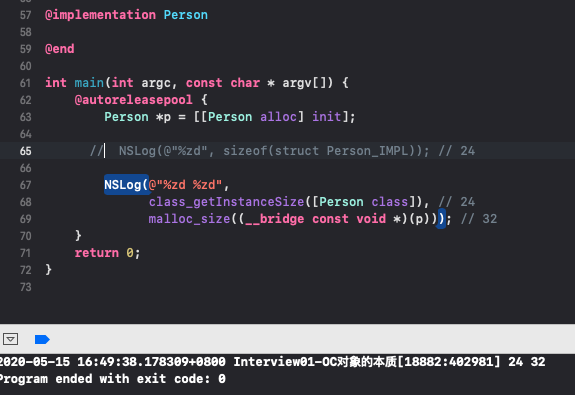 57 @implementation Person
58
59 @end
60
61 int main(int argc, const char * argv[]) {
62 @autoreleasepool {
63 Person *p = [[Person alloc] init];
64
65 // NSLog(@"%zd", sizeof(struct Person_IMPL)); // 24
66
67 NSLog(@"%zd %zd",
68 class_getInstanceSize([Person class]), // 24
69 malloc_size((__bridge const void *)(p))); // 32
70 }
71 return 0;
72 }
73
2020-05-15 16:49:38.178309+0800 Interview01-OC对象的本质[18882:402981] 24 32
Program ended with exit code: 0